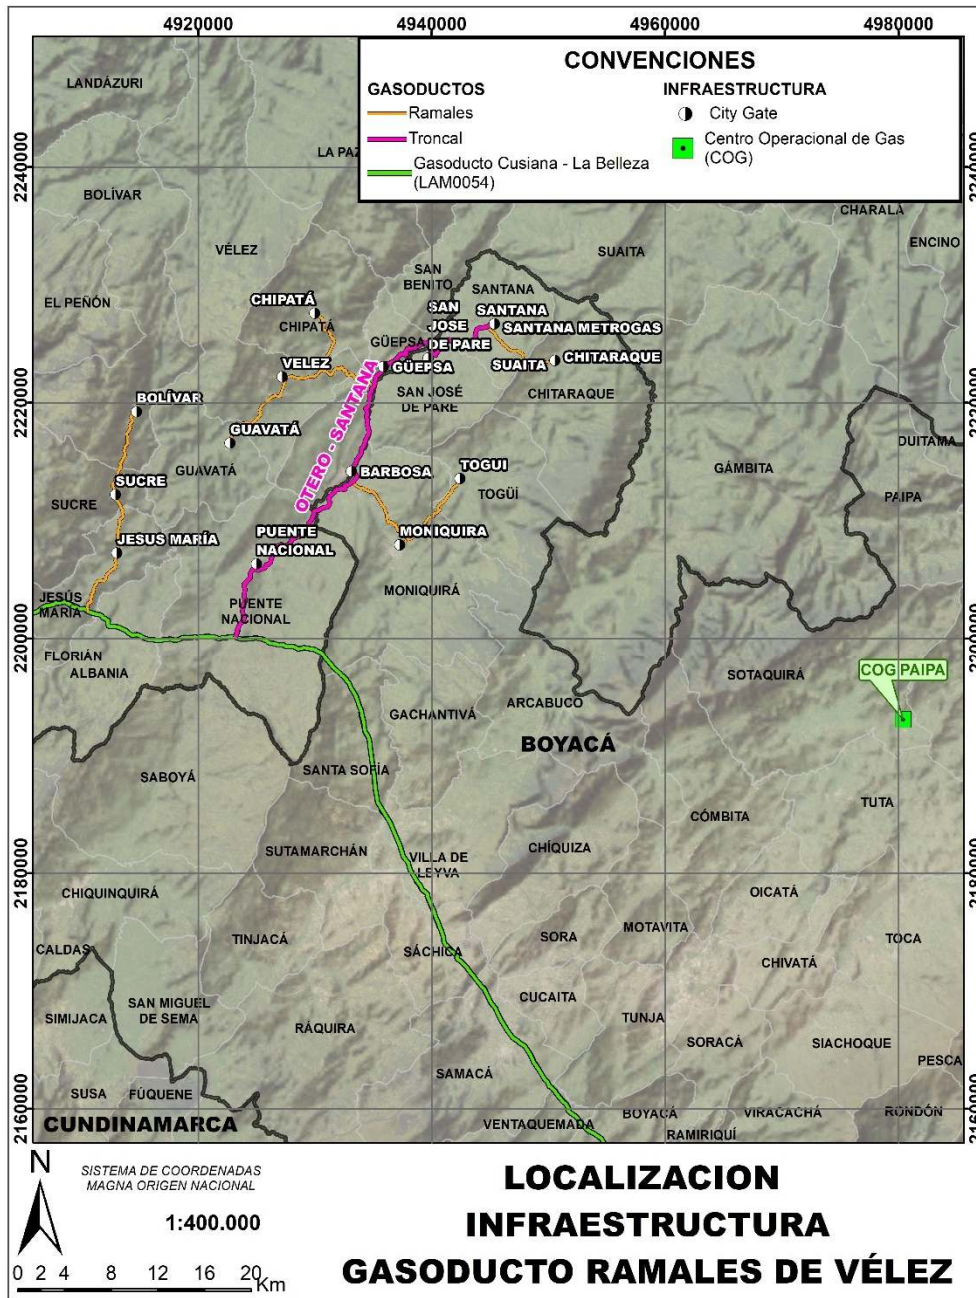 4920000
4940000
4960000
4980000
CONVENCIONES
GASODUCTOS
Ramales
Troncal
Gasoducto Cusiana - La Belleza
(LAM0054)
INFRAESTRUCTURA
City Gate
Centro Operacional de Gas
(COG)
2240000
2240000
LANDÁZURI
LA PAZ
BOLÍVAR
CHARALÁ
ENCINO
VÉLEZ
SUAITA
SAN
BENITO
EL PEÑÓN
CHIPATÁ
CHIPATÁ
SANTANA
SAN
JOSE
DE PARE
SANTANA
SANTANA METROGAS
GÜEPSA
GÜEPSA
VELEZ
SUAITA
CHITARAQUE
CHITARAQUE
SAN JOSÉ
DE PARE
BOLÍVAR
2220000
2220000
OTERO - SANTANA
GUAVATÁ
GUAVATÁ
DUITAMA
GÁMBITA
PAIPA
SUCRE
SUCRE
BARBOSA
TOGUI
TOGÜÍ
PUENTE
NACIONAL
MONIQUIRA
JESUS MARÍA
MONIQUIRÁ
JESÚS
MARÍA
PUENTE
NACIONAL
2200000
2200000
FLORIÁN
ALBANIA
SOTAQUIRÁ
COG PAIPA
ARCABUCO
GACHANTIVÁ
BOYACÁ
SABOYÁ
SANTA SOFÍA
TUTA
CÓMBITA
SUTAMARCHÁN
VILLA DE
LEYVA
CHÍQUIZA
2180000
2180000
CHIQUINQUIRÁ
OICATÁ
MOTAVITA
TINJACÁ
SORA
TOCA
CALDAS
SÁCHICA
CHIVATÁ
SAN MIGUEL
DE SEMA
CUCAITA
SIMIJACA
RÁQUIRA
TUNJA
SORACÁ
SIACHOQUE
PESCA
SAMACÁ
SUSA
FÚQUENE
2160000
2160000
CUNDINAMARCA
VENTAQUEMADA
BOYACÁ
VIRACACHÁ
RONDÓN
RAMIRIQUÍ
N
SISTEMA DE COORDENADAS
MAGNA ORIGEN NACIONAL
1:400.000
0 2 4 8 12 16 20
Km
LOCALIZACION
INFRAESTRUCTURA
GASODUCTO RAMALES DE VÉLEZ